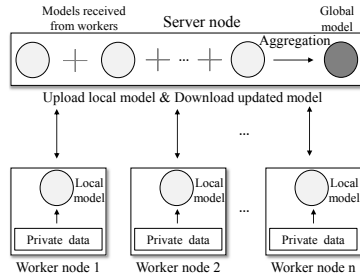 Models received
from workers
Server node
Global
model
Aggregation
...
Upload local model & Download updated model
...
Local
model
Local
model
Local
model
Private data
Private data
...
Private data
Worker node 1
Worker node 2
Worker node n